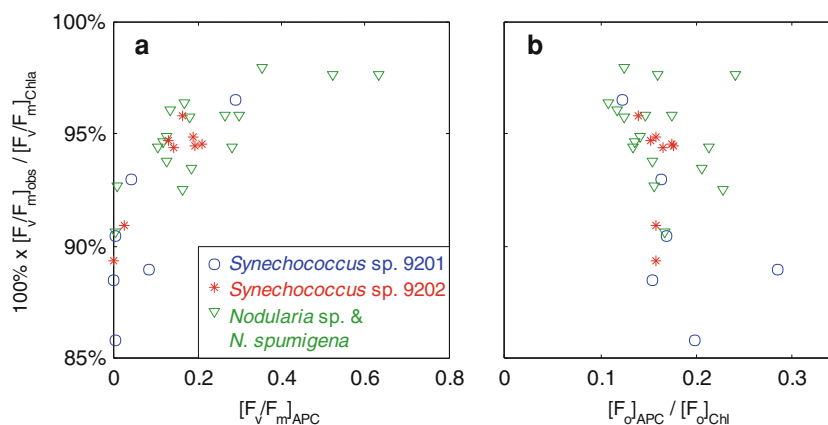 a
b
100%
95%
90%
85%
100% x [Fv/Fm]obs / [Fv/Fm]Chla
Synechococcus sp. 9201
Synechococcus sp. 9202
Nodularia sp. &
N. spumigena
0 0.2 0.4 0.6 0.8
[Fv/Fm]APC
0 0.1 0.2 0.3
[Fo]APC / [Fo]Chl